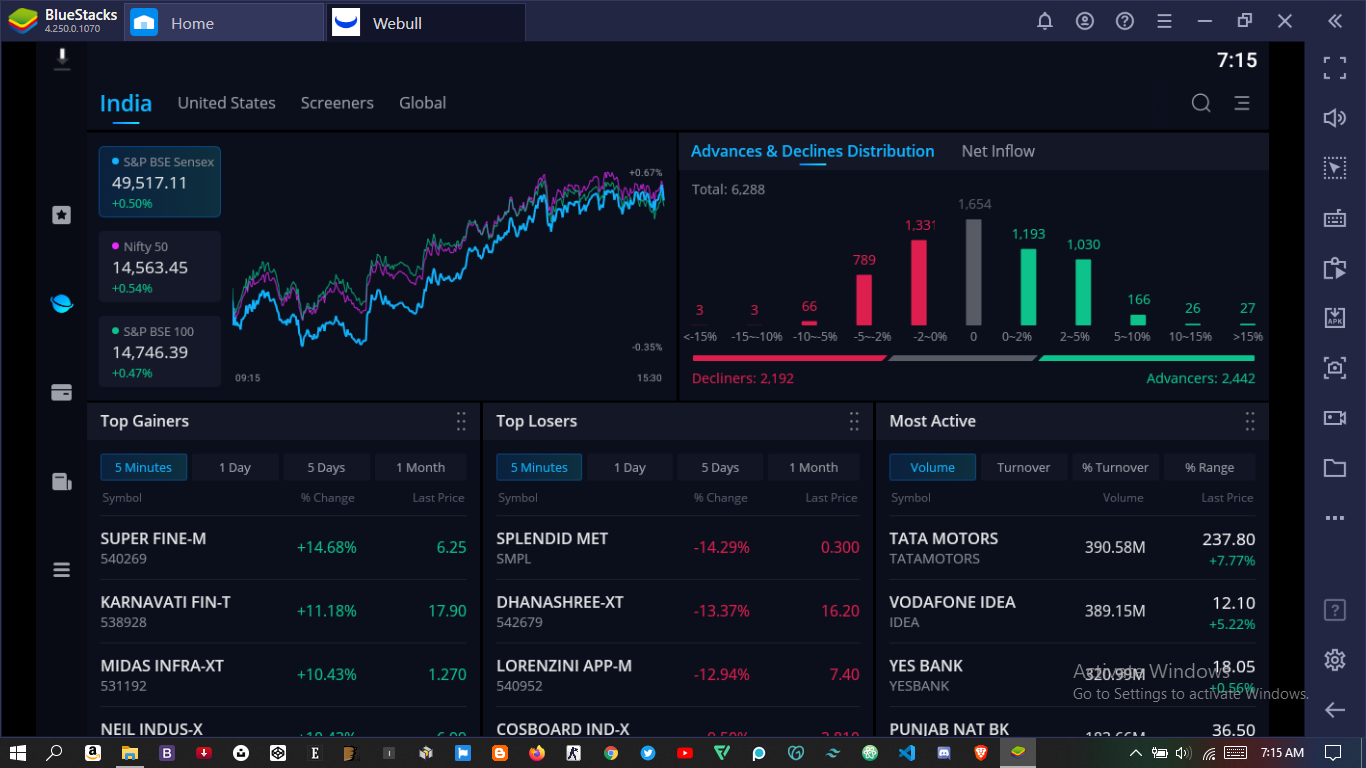 BlueStacks
4.250.0.1070
Home
Webull
7:15
India United States Screeners Global
S&P BSE Sensex
49,517.11
+0.50%
Nifty 50
14,563.45
+0.54%
S&P BSE 100
14,746.39
+0.47%
+0.67%
-0.35%
09:15 15:30
Advances & Declines Distribution Net Inflow
Total: 6,288
3 3 66 789 1,331 1,654 1,193 1,030 166 26 27
<-15% -15~-10% -10~-5% -5~-2% -2~0% 0 0~2% 2~5% 5~10% 10~15% >15%
Decliners: 2,192 Advancers: 2,442
Top Gainers
5 Minutes 1 Day 5 Days 1 Month
Symbol % Change Last Price
SUPER FINE-M
540269
+14.68% 6.25
KARNAVATI FIN-T
538928
+11.18% 17.90
MIDAS INFRA-XT
531192
+10.43% 1.270
NEIL INDUS-X
Top Losers
5 Minutes 1 Day 5 Days 1 Month
Symbol % Change Last Price
SPLENDID MET
SMPL
-14.29% 0.300
DHANASHREE-XT
542679
-13.37% 16.20
LORENZINI APP-M
540952
-12.94% 7.40
COSBOARD IND-X
Most Active
Volume Turnover % Turnover % Range
Symbol Volume Last Price
TATA MOTORS
TATAMOTORS
390.58M
237.80
+7.77%
VODAFONE IDEA
IDEA
389.15M
12.10
+5.22%
YES BANK
YESBANK
320.99M
18.05
+0.56%
PUNJAB NAT BK
36.50
Activate Windows
Go to Settings to activate Windows.
APK
7:15 AM